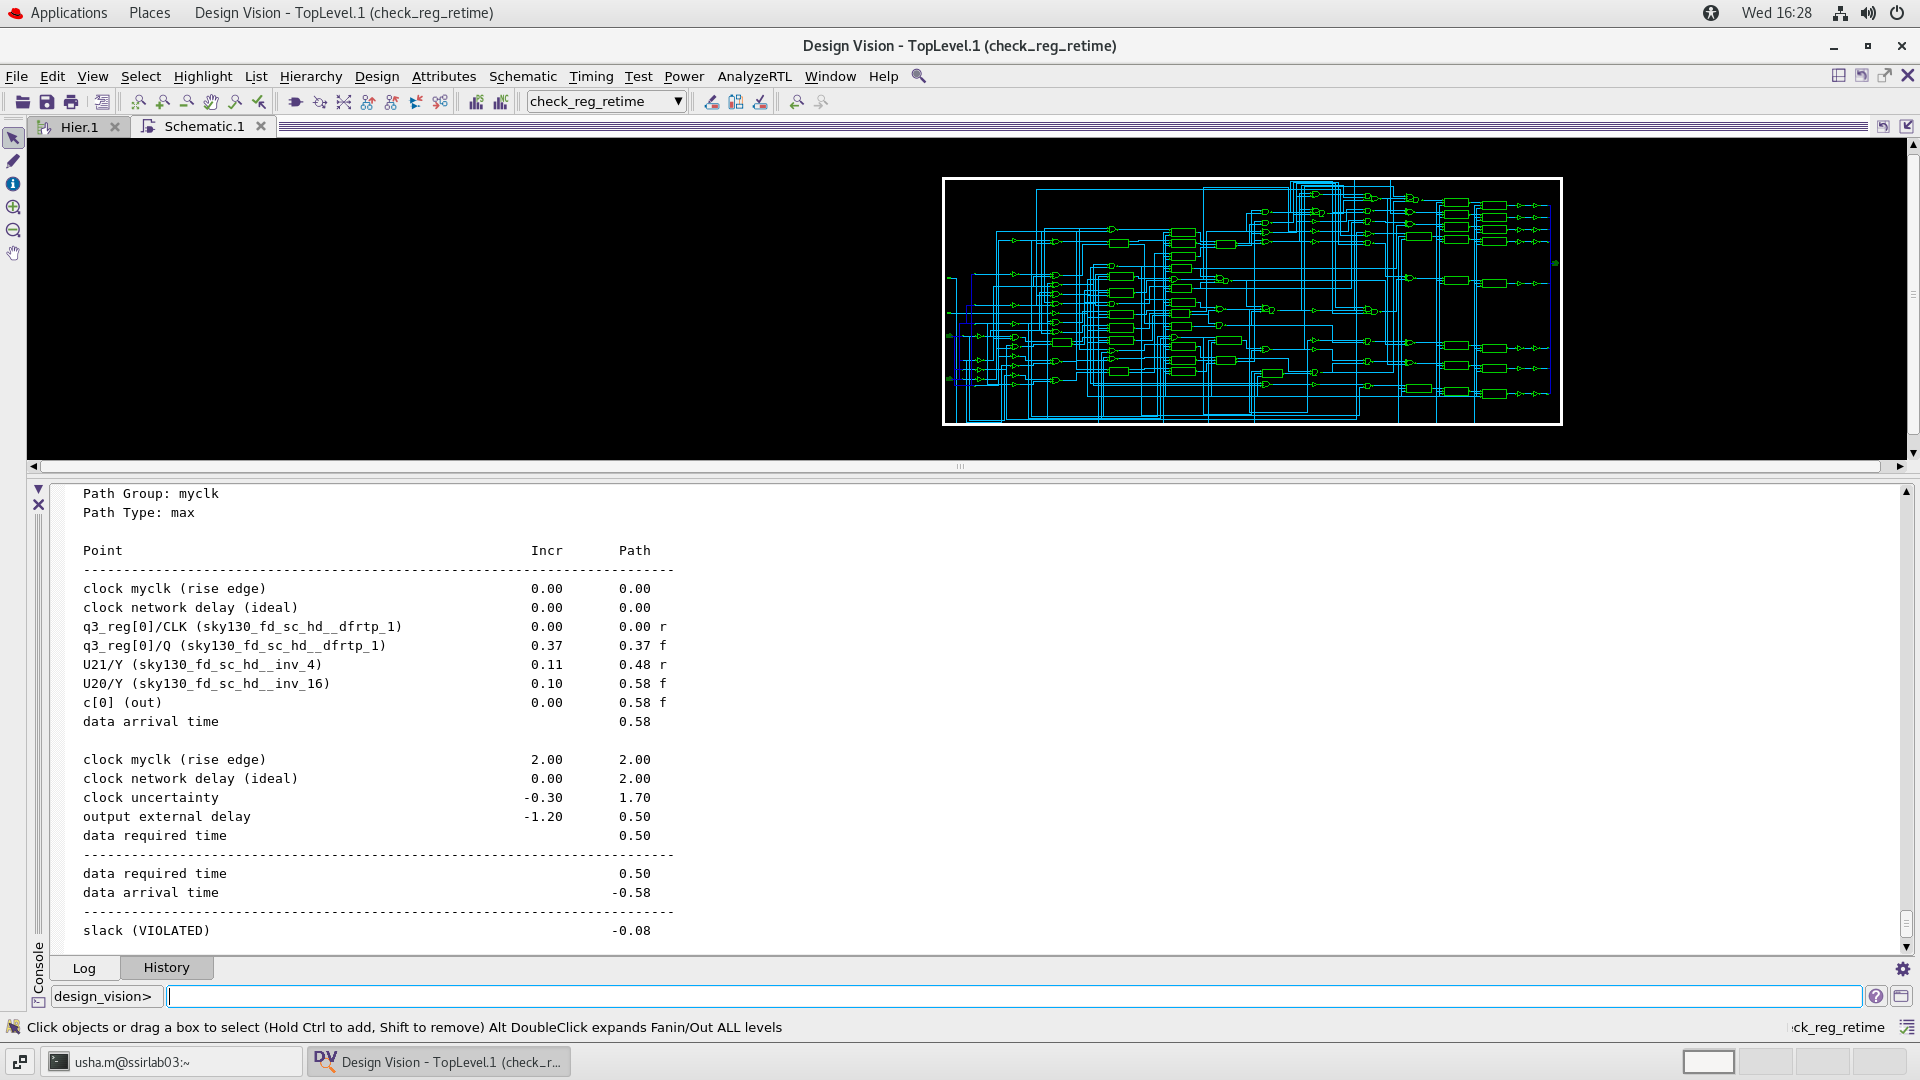 Applications Places Design Vision - TopLevel.1 (check_reg_retime) Wed 16:28
Design Vision - TopLevel.1 (check_reg_retime)
File Edit View Select Highlight List Hierarchy Design Attributes Schematic Timing Test Power AnalyzeRTL Window Help
check_reg_retime
Hier.1 Schematic.1
Path Group: myclk
Path Type: max
Point Incr Path
---------------------------------------------------------------------------
clock myclk (rise edge) 0.00 0.00
clock network delay (ideal) 0.00 0.00
q3_reg[0]/CLK (sky130_fd_sc_hd__dfrtp_1) 0.00 0.00 r
q3_reg[0]/Q (sky130_fd_sc_hd__dfrtp_1) 0.37 0.37 f
U21/Y (sky130_fd_sc_hd__inv_4) 0.11 0.48 r
U20/Y (sky130_fd_sc_hd__inv_16) 0.10 0.58 f
c[0] (out) 0.00 0.58 f
data arrival time 0.58
clock myclk (rise edge) 2.00 2.00
clock network delay (ideal) 0.00 2.00
clock uncertainty -0.30 1.70
output external delay -1.20 0.50
data required time 0.50
---------------------------------------------------------------------------
data required time 0.50
data arrival time -0.58
---------------------------------------------------------------------------
slack (VIOLATED) -0.08
Console
Log History
design_vision>
Click objects or drag a box to select (Hold Ctrl to add, Shift to remove) Alt DoubleClick expands Fanin/Out ALL levels ck_reg_retime
usha.m@ssirlab03:~ DV Design Vision - TopLevel.1 (check_r...